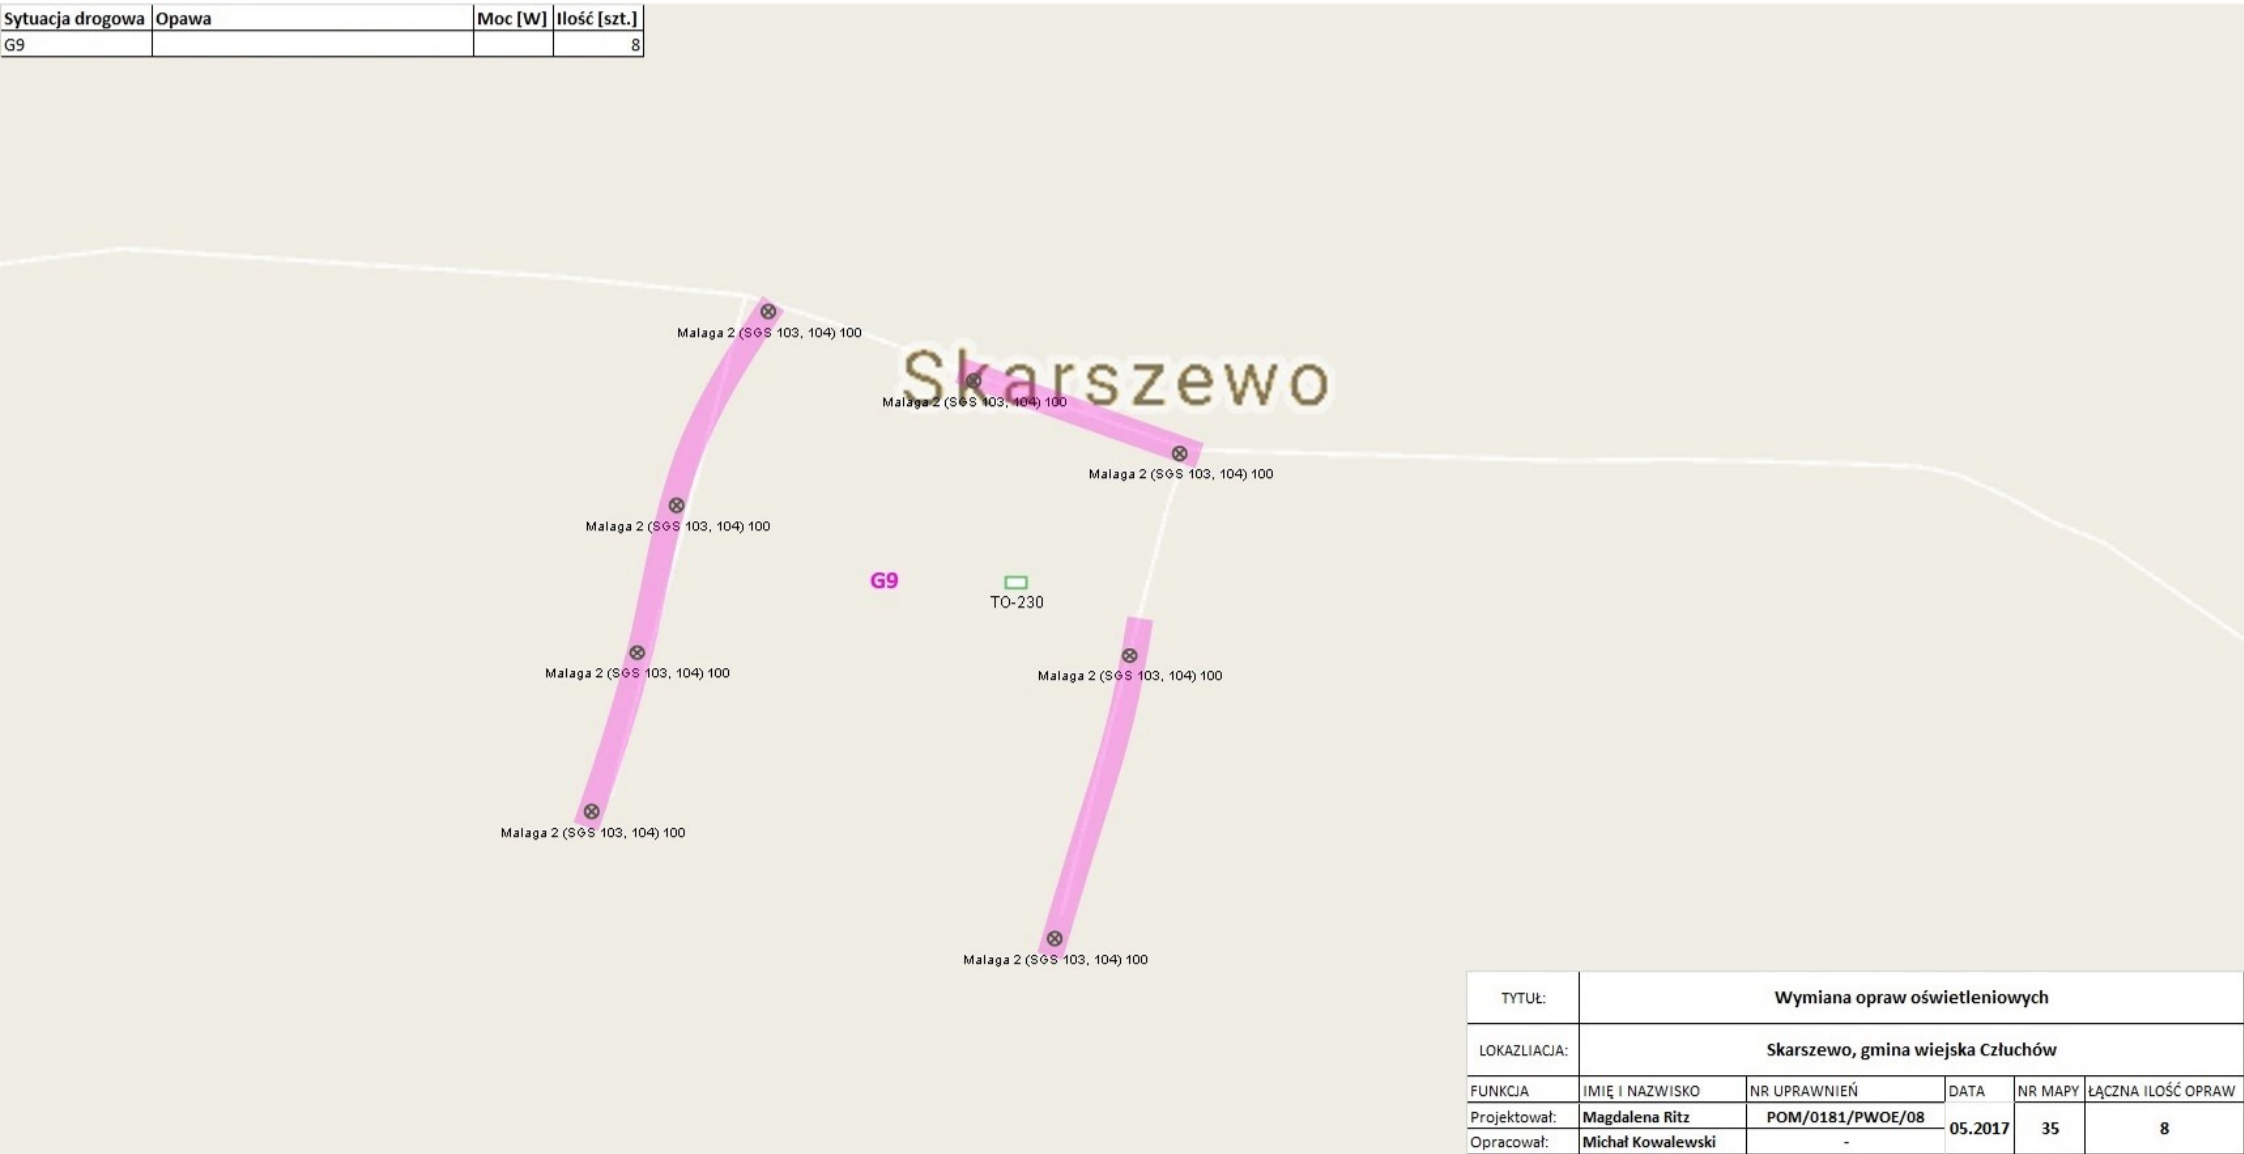 Sytuacja drogowa Opawa Moc [W] Ilość [szt.]
G9 8
Malaga 2 (SGS 103, 104) 100
Skarszewo
Malaga 2 (SGS 103, 104) 100
Malaga 2 (SGS 103, 104) 100
Malaga 2 (SGS 103, 104) 100
G9
TO-230
Malaga 2 (SGS 103, 104) 100
Malaga 2 (SGS 103, 104) 100
Malaga 2 (SGS 103, 104) 100
Malaga 2 (SGS 103, 104) 100
TYTUŁ: Wymiana opraw oświetleniowych
LOKAZLIACJA: Skarszewo, gmina wiejska Człuchów
FUNKCJA IMIĘ I NAZWISKO NR UPRAWNIEŃ DATA NR MAPY ŁĄCZNA ILOŚĆ OPRAW
Projektował: Magdalena Ritz POM/0181/PWOE/08 05.2017 35 8
Opracował: Michał Kowalewski -